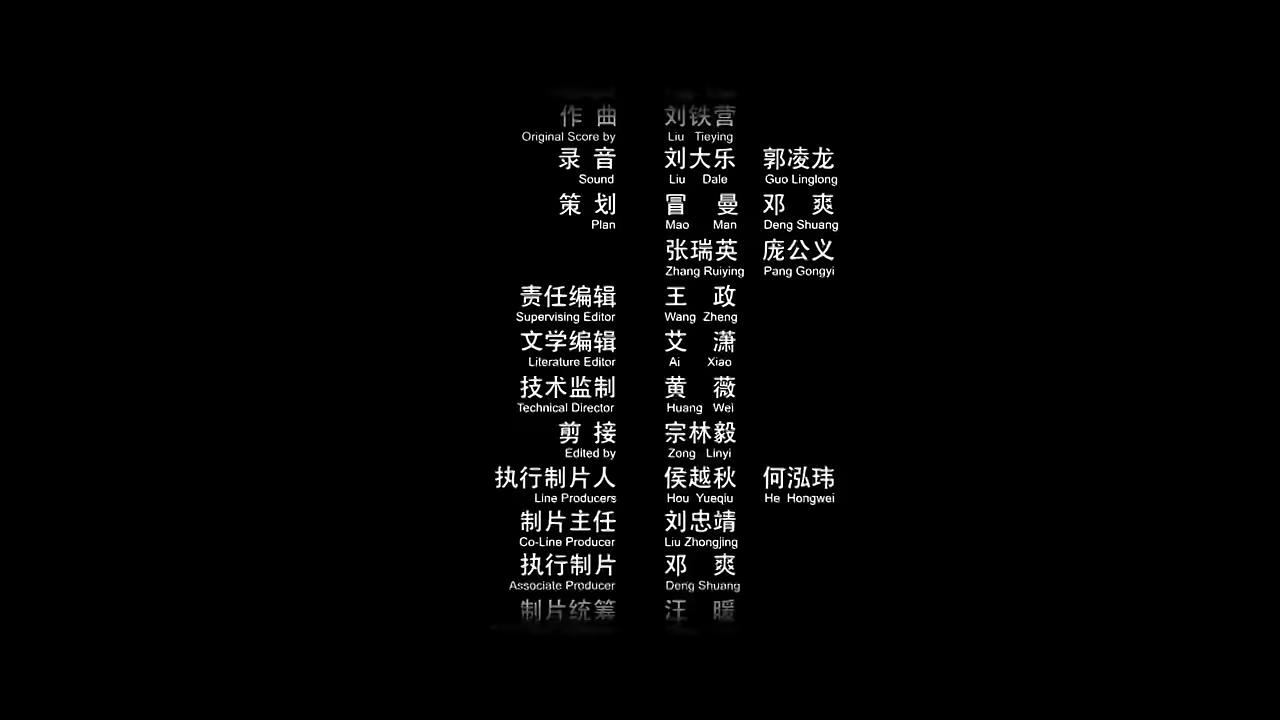 作 曲 刘铁营
Original Score by Liu Tieying
录 音 刘大乐 郭凌龙
Sound Liu Dale Guo Linglong
策 划 冒 曼 邓 爽
Plan Mao Man Deng Shuang
张瑞英 庞公义
Zhang Ruiying Pang Gongyi
责任编辑 王 政
Supervising Editor Wang Zheng
文学编辑 艾 潇
Literature Editor Ai Xiao
技术监制 黄 薇
Technical Director Huang Wei
剪 接 宗林毅
Edited by Zong Linyi
执行制片人 侯越秋 何泓玮
Line Producers Hou Yueqiu He Hongwei
制片主任 刘忠靖
Co-Line Producer Liu Zhongjing
执行制片 邓 爽
Associate Producer Deng Shuang
制片统筹 汪 暖